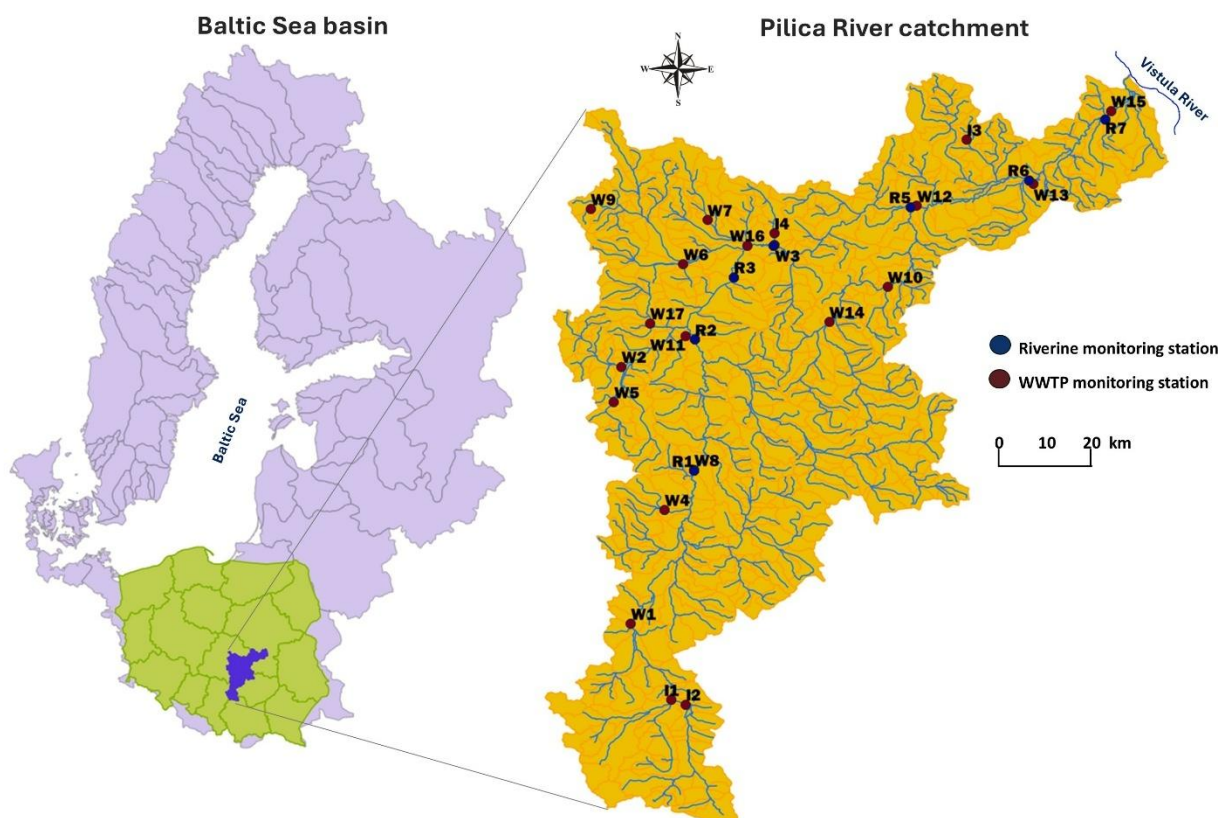 Baltic Sea basin
Pilica River catchment
N
W
E
S
Vistula River
W15
R7
I3
R6
W13
W9
W7
R5
W12
I4
W16
W3
W6
R3
W10
W17
W14
R2
W11
W2
W5
Riverine monitoring station
WWTP monitoring station
0 10 20 km
Baltic Sea
R1
W8
W4
W1
I1
I2